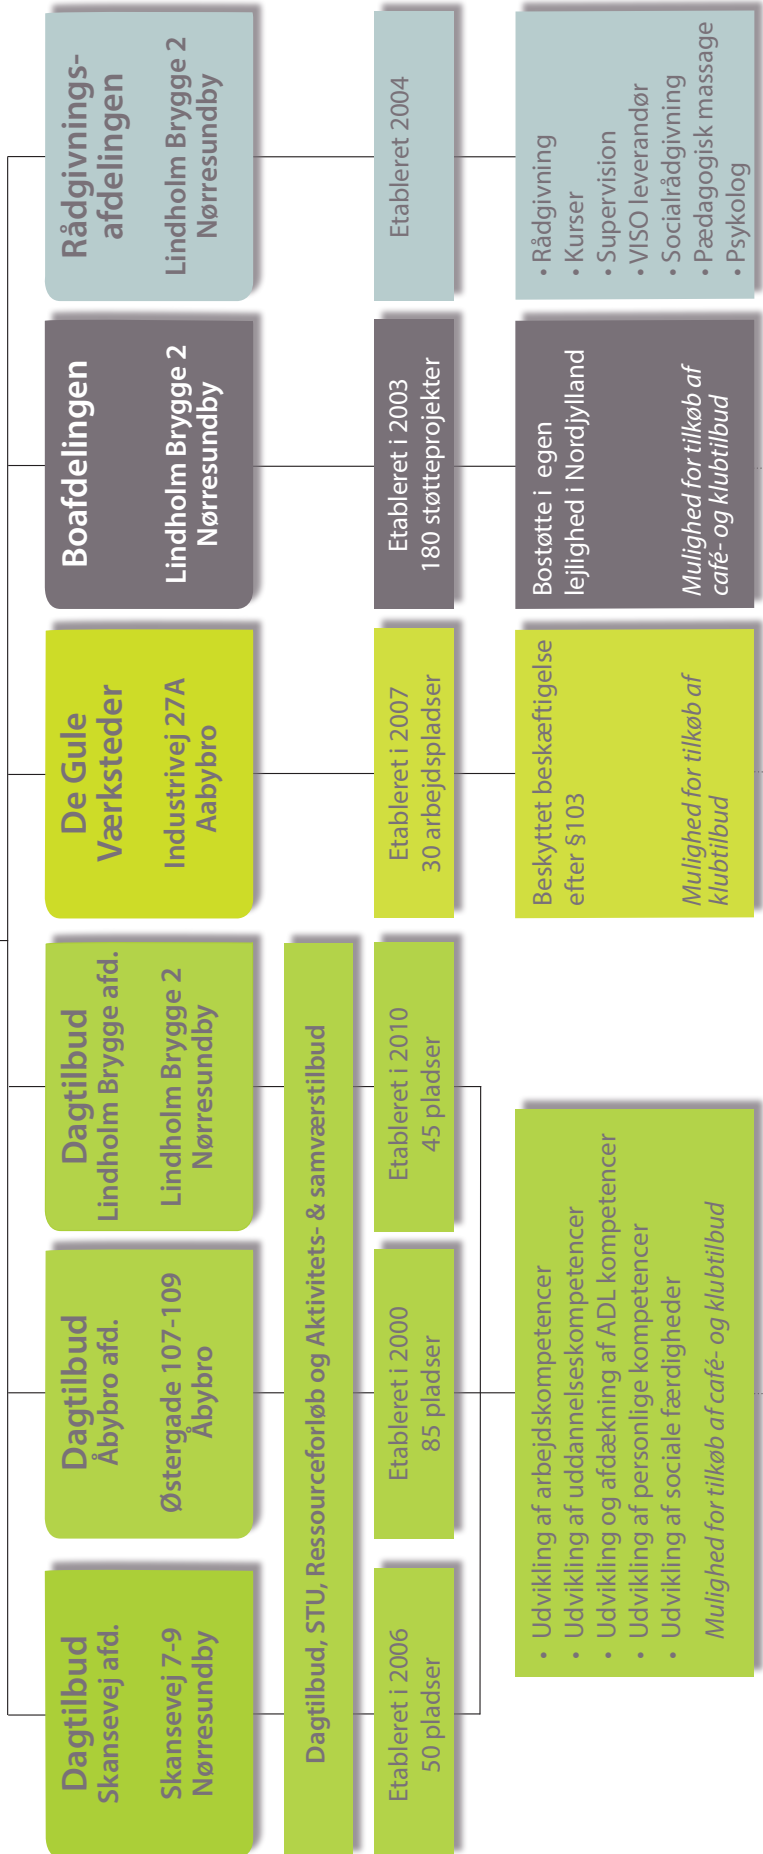 Dagtilbud
Skansevej afd.
Skansevej 7-9
Nørresundby
Dagtilbud
Åbybro afd.
Østergade 107-109
Åbybro
Dagtilbud
Lindholm Brygge afd.
Lindholm Brygge 2
Nørresundby
De Gule
Værksteder
Industrivej 27A
Aabybro
Boafdelingen
Lindholm Brygge 2
Nørresundby
Rådgivnings-
afdelingen
Lindholm Brygge 2
Nørresundby
Dagtilbud, STU, Ressourceforløb og Aktivitets- & samværstilbud
Etableret i 2006
50 pladser
Etableret i 2000
85 pladser
Etableret i 2010
45 pladser
Etableret i 2007
30 arbejdspladser
Etableret i 2003
180 støtteprojekter
Etableret 2004
• Udvikling af arbejdskompetencer
• Udvikling af uddannelseskompetencer
• Udvikling og afdækning af ADL kompetencer
• Udvikling af personlige kompetencer
• Udvikling af sociale færdigheder
Mulighed for tilkøb af café- og klubtilbud
Beskyttet beskæftigelse
efter §103
Mulighed for tilkøb af
klubtilbud
Bostøtte i egen
lejlighed i Nordjylland
Mulighed for tilkøb af
café- og klubtilbud
• Rådgivning
• Kurser
• Supervision
• VISO leverandør
• Socialrådgivning
• Pædagogisk massage
• Psykolog